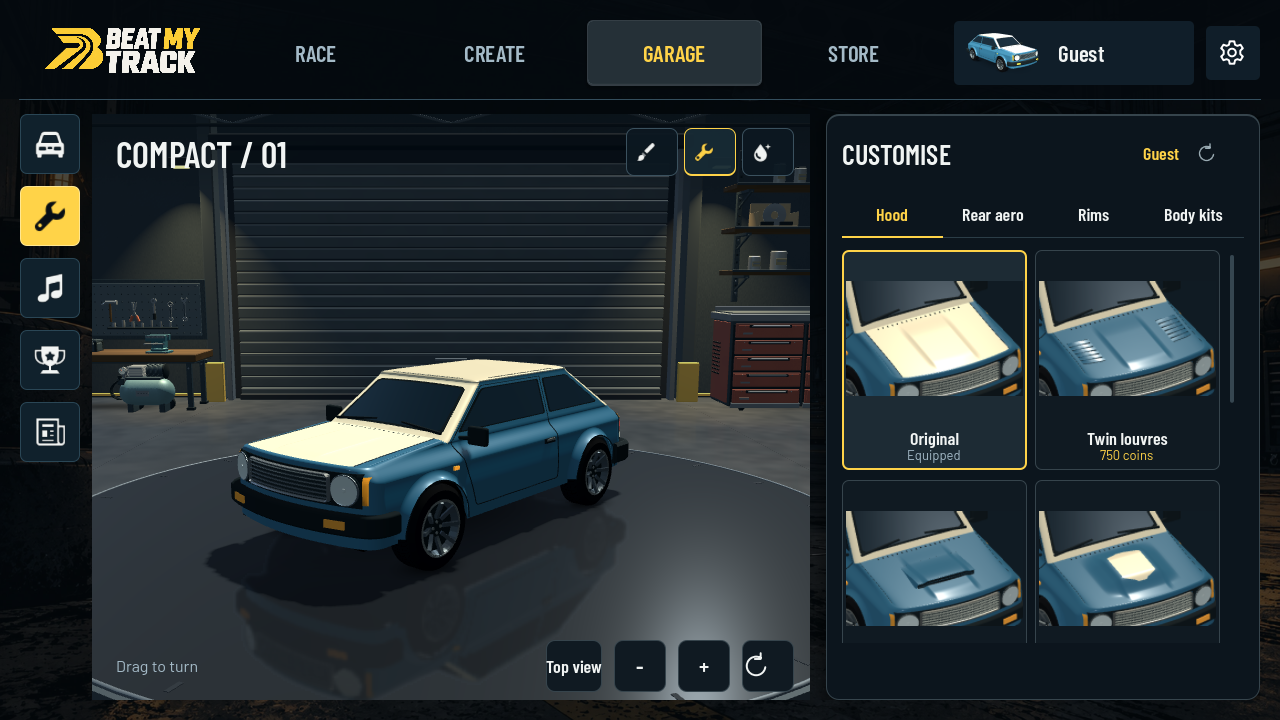 BEAT MY TRACK
RACE
CREATE
GARAGE
STORE
Guest
COMPACT / 01
CUSTOMISE
Guest
Hood
Rear aero
Rims
Body kits
Original
Equipped
Twin louvres
750 coins
Drag to turn
Top view
-
+